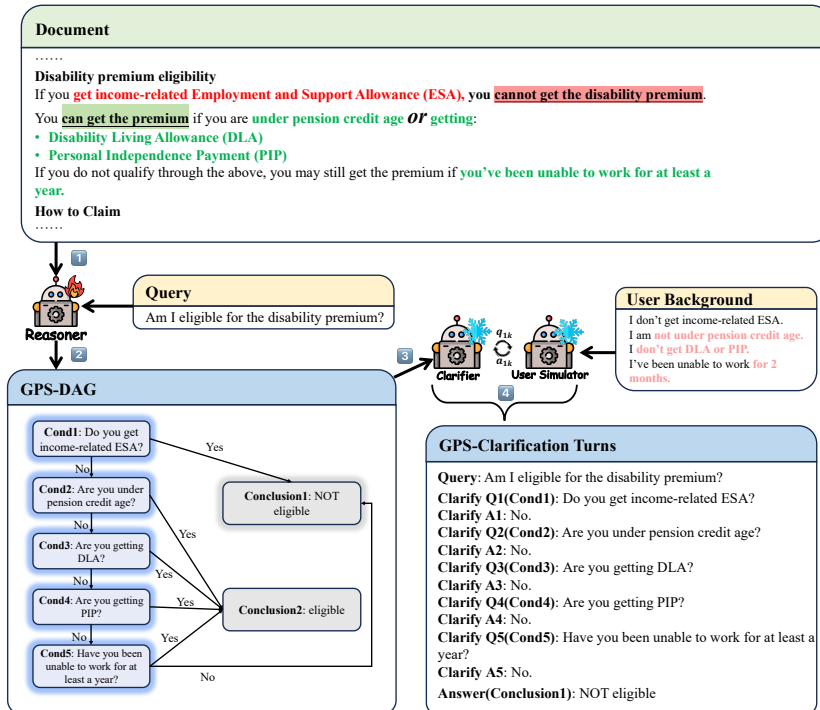 Document
......
Disability premium eligibility
If you get income-related Employment and Support Allowance (ESA), you cannot get the disability premium.
You can get the premium if you are under pension credit age or getting:
• Disability Living Allowance (DLA)
• Personal Independence Payment (PIP)
If you do not qualify through the above, you may still get the premium if you've been unable to work for at least a
year.
How to Claim
......
1
Reasoner
Query
Am I eligible for the disability premium?
2
3
Clarifier
q1k
a1k
User Simulator
4
User Background
I don't get income-related ESA.
I am not under pension credit age.
I don't get DLA or PIP.
I've been unable to work for 2
months.
GPS-DAG
Cond1: Do you get
income-related ESA?
Yes
No
Cond2: Are you under
pension credit age?
Conclusion1: NOT
eligible
No
Yes
Cond3: Are you getting
DLA?
Yes
No
Cond4: Are you getting
PIP?
Yes
Conclusion2: eligible
No
Yes
Cond5: Have you been
unable to work for at
least a year?
No
GPS-Clarification Turns
Query: Am I eligible for the disability premium?
Clarify Q1(Cond1): Do you get income-related ESA?
Clarify A1: No.
Clarify Q2(Cond2): Are you under pension credit age?
Clarify A2: No.
Clarify Q3(Cond3): Are you getting DLA?
Clarify A3: No.
Clarify Q4(Cond4): Are you getting PIP?
Clarify A4: No.
Clarify Q5(Cond5): Have you been unable to work for at least a
year?
Clarify A5: No.
Answer(Conclusion1): NOT eligible